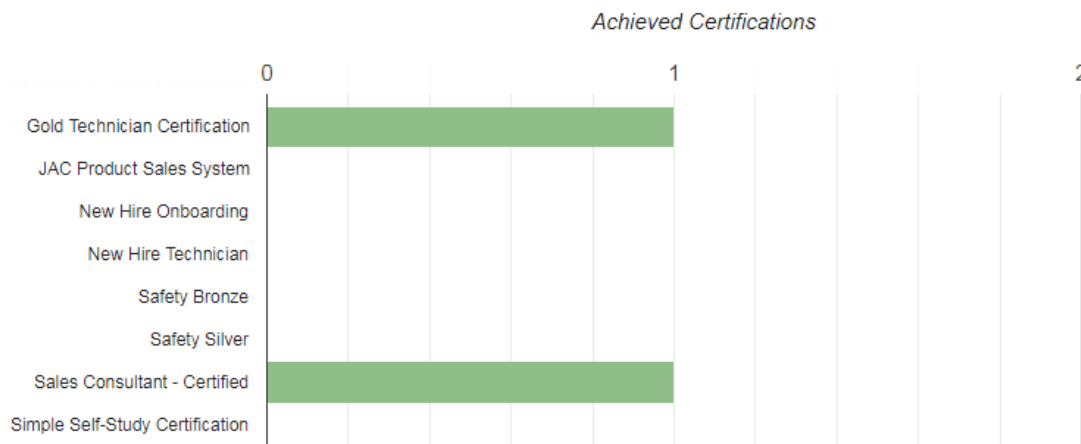 Achieved Certifications
0 1 2
Gold Technician Certification
JAC Product Sales System
New Hire Onboarding
New Hire Technician
Safety Bronze
Safety Silver
Sales Consultant - Certified
Simple Self-Study Certification